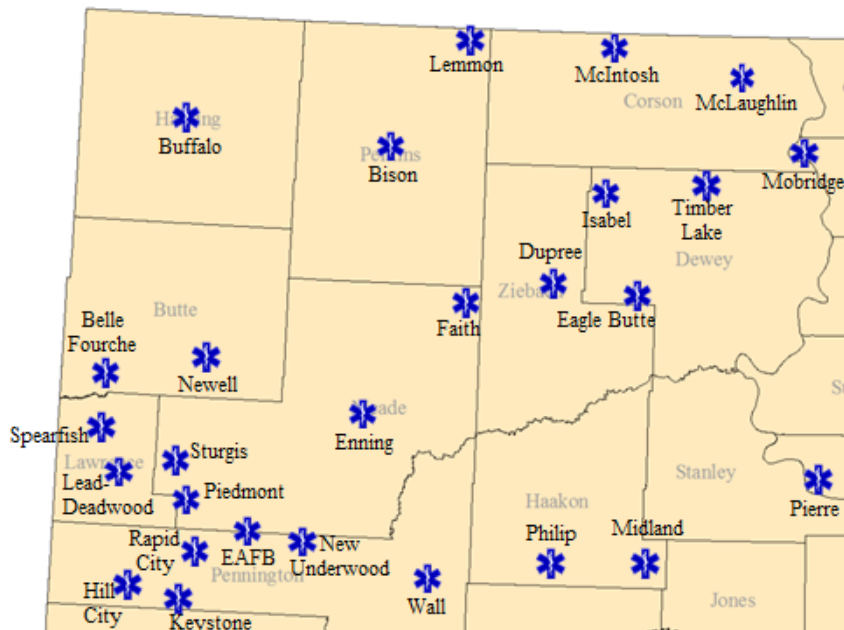 Lemmon
McIntosh
McLaughlin
Corson
Buffalo
Bison
Mobridge
Isabel
Timber
Lake
Dupree
Dewey
Eagle Butte
Faith
Butte
Belle
Fourche
Newell
Enning
Spearfish
Sturgis
Lead-
Deadwood
Piedmont
Stanley
Haakon
Pierre
Philip
Midland
Rapid
City
EAFB
New
Underwood
Pennington
Wall
Hill
City
Keystone
Jones